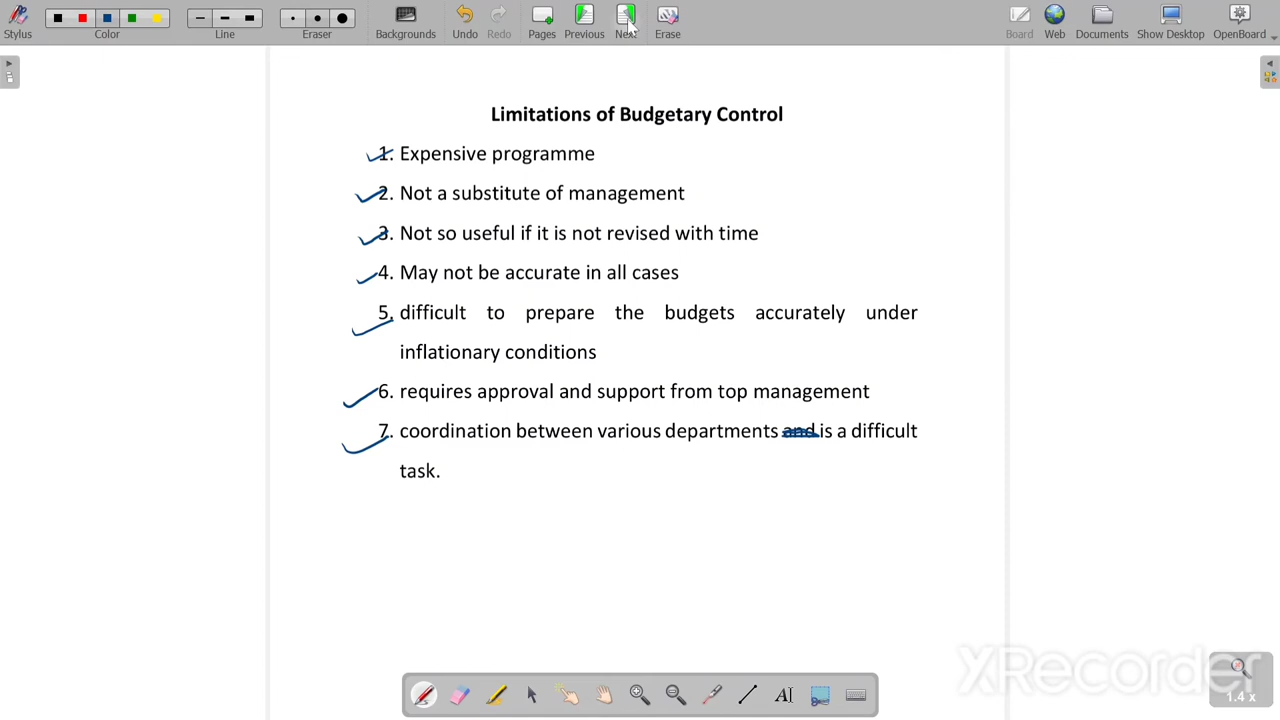 Stylus Color Line Eraser Backgrounds Undo Redo Pages Previous Next Erase Board Web Documents Show Desktop OpenBoard
Limitations of Budgetary Control
1. Expensive programme
2. Not a substitute of management
3. Not so useful if it is not revised with time
4. May not be accurate in all cases
5. difficult to prepare the budgets accurately under
inflationary conditions
6. requires approval and support from top management
7. coordination between various departments and is a difficult
task.
XRecorder
1.4 x